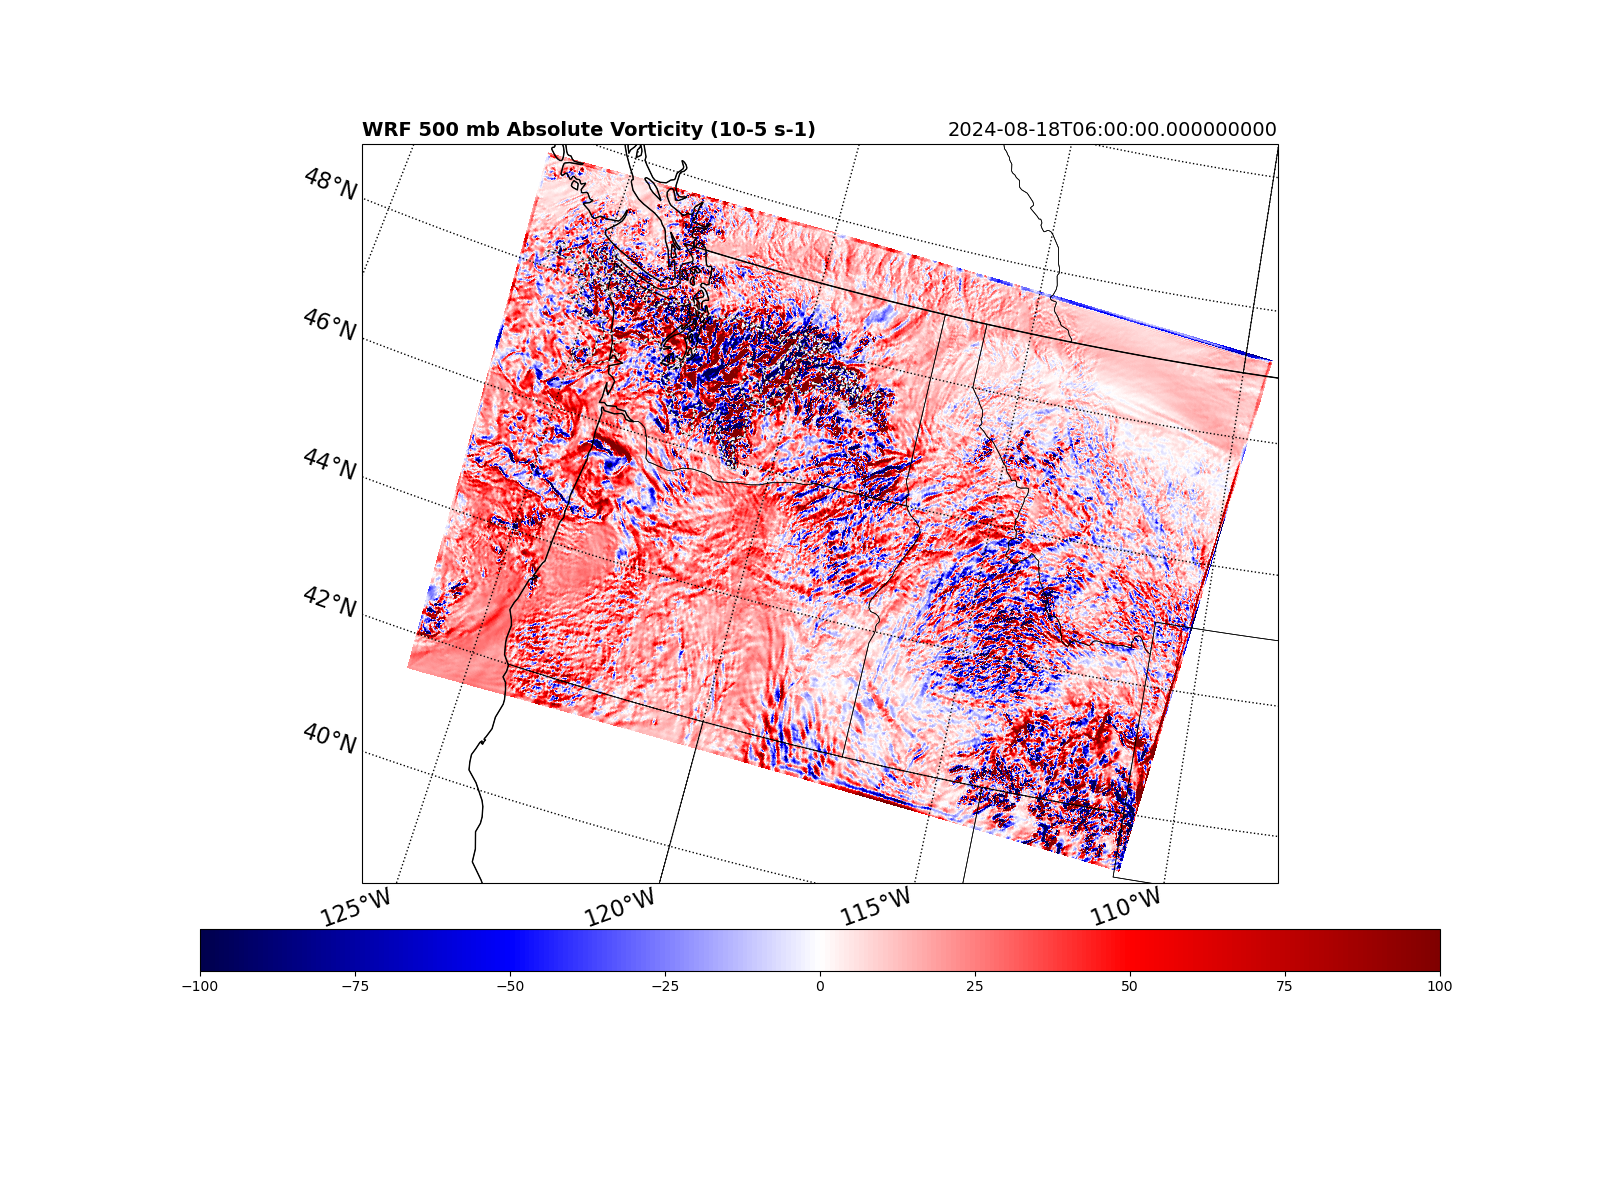 WRF 500 mb Absolute Vorticity (10-5 s-1) 2024-08-18T06:00:00.000000000
48°N
46°N
44°N
42°N
40°N
125°W 120°W 115°W 110°W
−100 −75 −50 −25 0 25 50 75 100